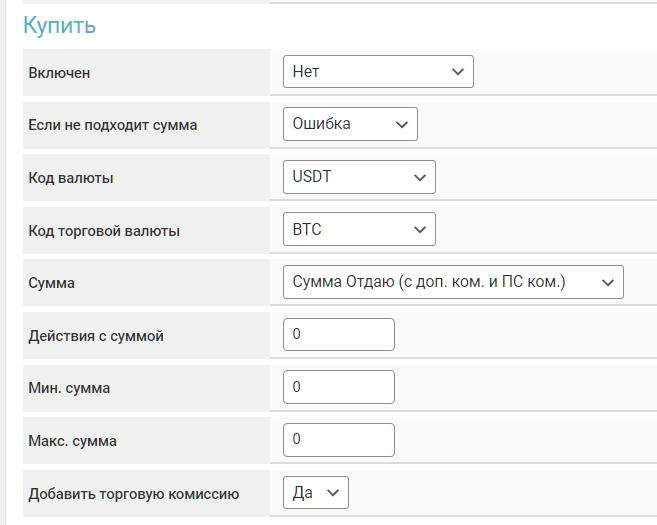 Купить
Включен Нет
Если не подходит сумма Ошибка
Код валюты USDT
Код торговой валюты BTC
Сумма Сумма Отдаю (с доп. ком. и ПС ком.)
Действия с суммой 0
Мин. сумма 0
Макс. сумма 0
Добавить торговую комиссию Да